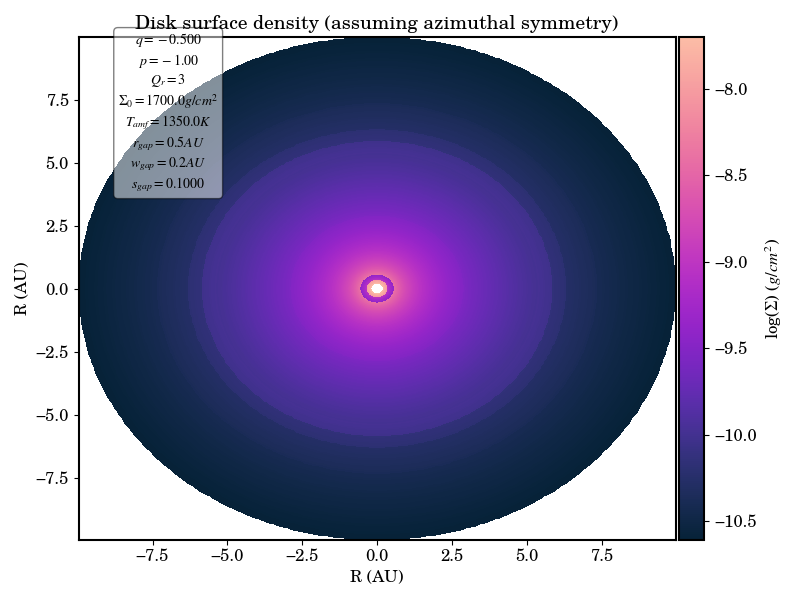 Disk surface density (assuming azimuthal symmetry)
q = −0.500
p = − 1.00
Q_r = 3
Σ_0 = 1700.0g/cm^2
T_amf = 1350.0K
r_gap = 0.5AU
w_gap = 0.2AU
s_gap = 0.1000
7.5
5.0
2.5
0.0
−2.5
−5.0
−7.5
R (AU)
−7.5
−5.0
−2.5
0.0
2.5
5.0
7.5
R (AU)
−8.0
−8.5
−9.0
−9.5
−10.0
−10.5
log(Σ) (g/cm^2)